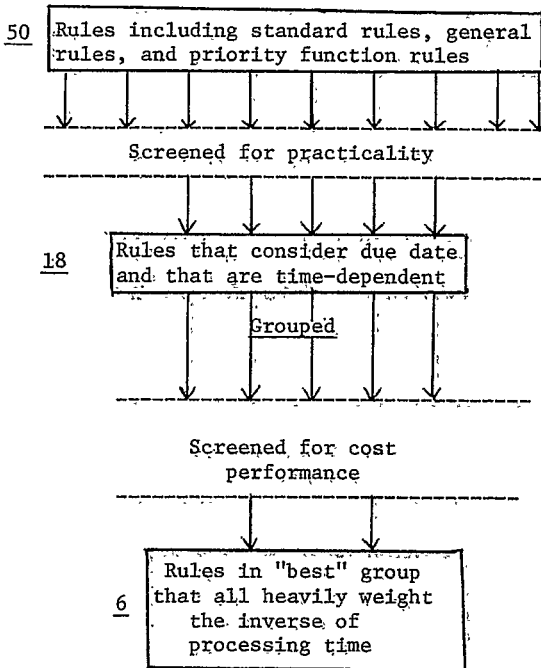 50 Rules including standard rules, general
rules, and priority function rules
Screened for practicality
18 Rules that consider due date
and that are time-dependent
Grouped
Screened for cost
performance
Rules in "best" group
6 that all heavily weight
the inverse of
processing time